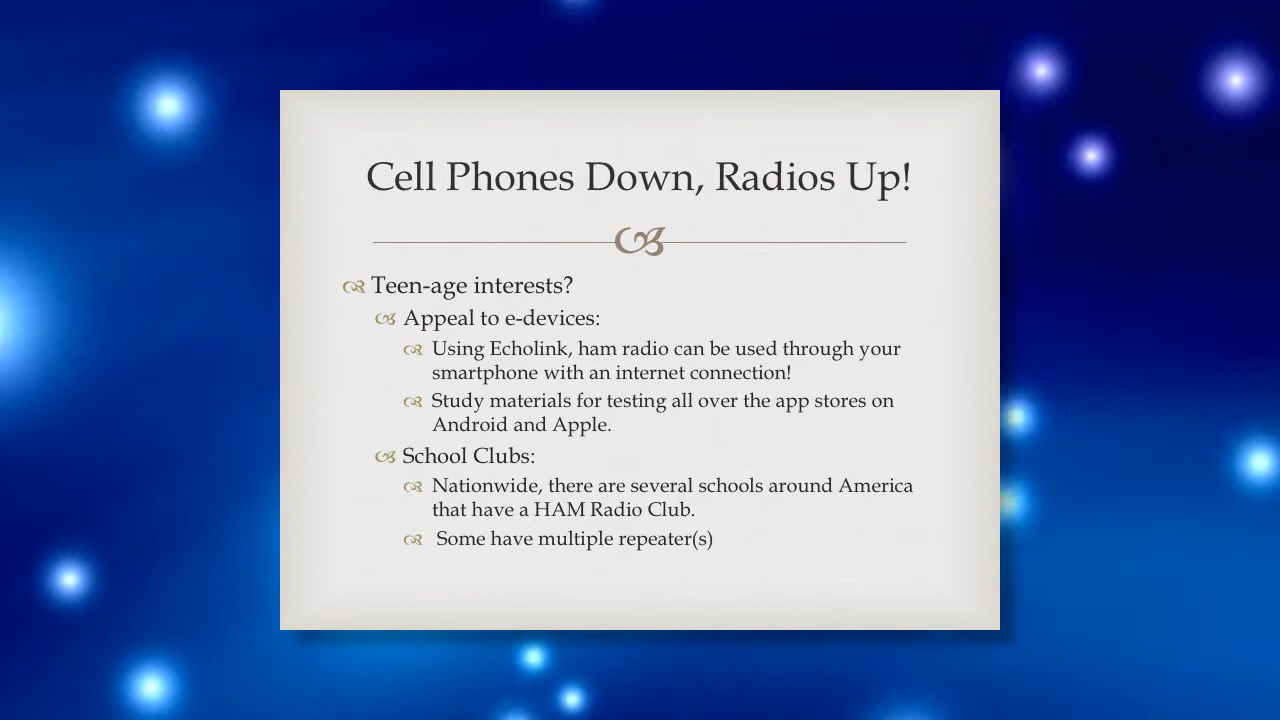 Cell Phones Down, Radios Up!
Teen-age interests?
Appeal to e-devices:
Using Echolink, ham radio can be used through your
smartphone with an internet connection!
Study materials for testing all over the app stores on
Android and Apple.
School Clubs:
Nationwide, there are several schools around America
that have a HAM Radio Club.
Some have multiple repeater(s)